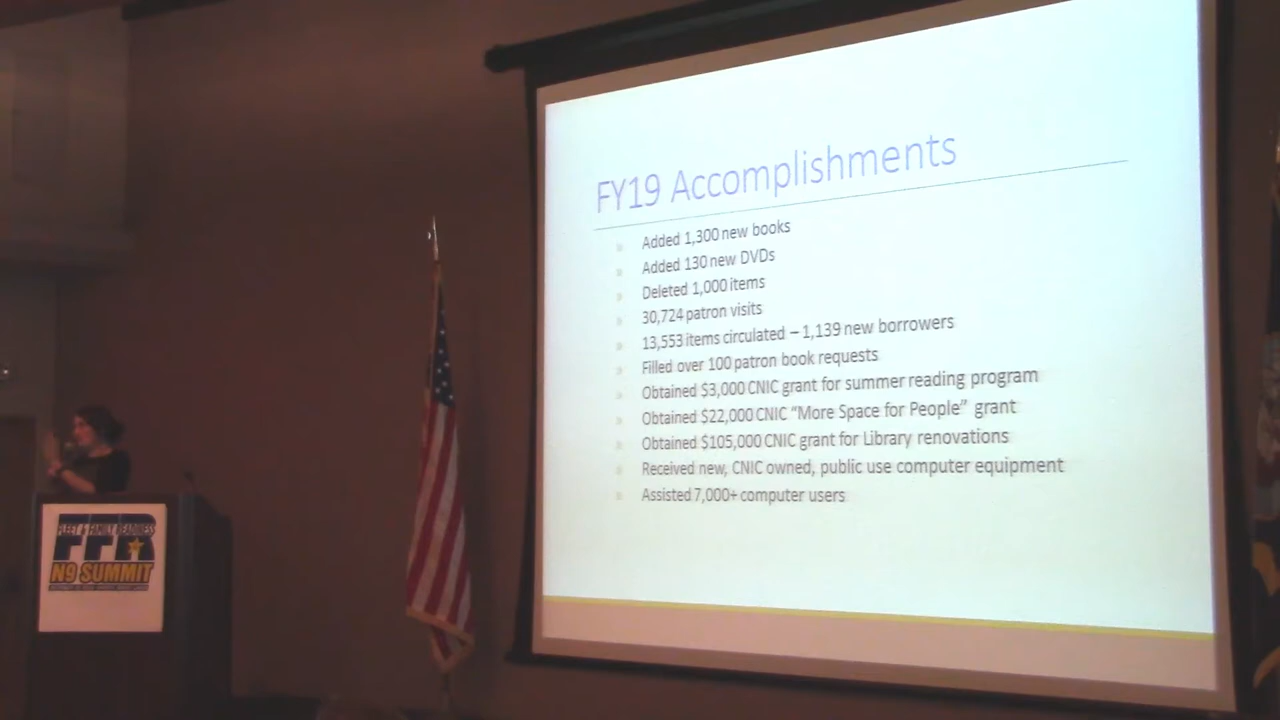 FY19 Accomplishments
Added 1,300 new books
Added 130 new DVDs
Deleted 1,000 items
30,724 patron visits
13,553 items circulated – 1,139 new borrowers
Filled over 100 patron book requests
Obtained $3,000 CNIC grant for summer reading program
Obtained $22,000 CNIC “More Space for People” grant
Obtained $105,000 CNIC grant for Library renovations
Received new, CNIC owned, public use computer equipment
Assisted 7,000+ computer users
FLEET & FAMILY READINESS
FFR
N9 SUMMIT